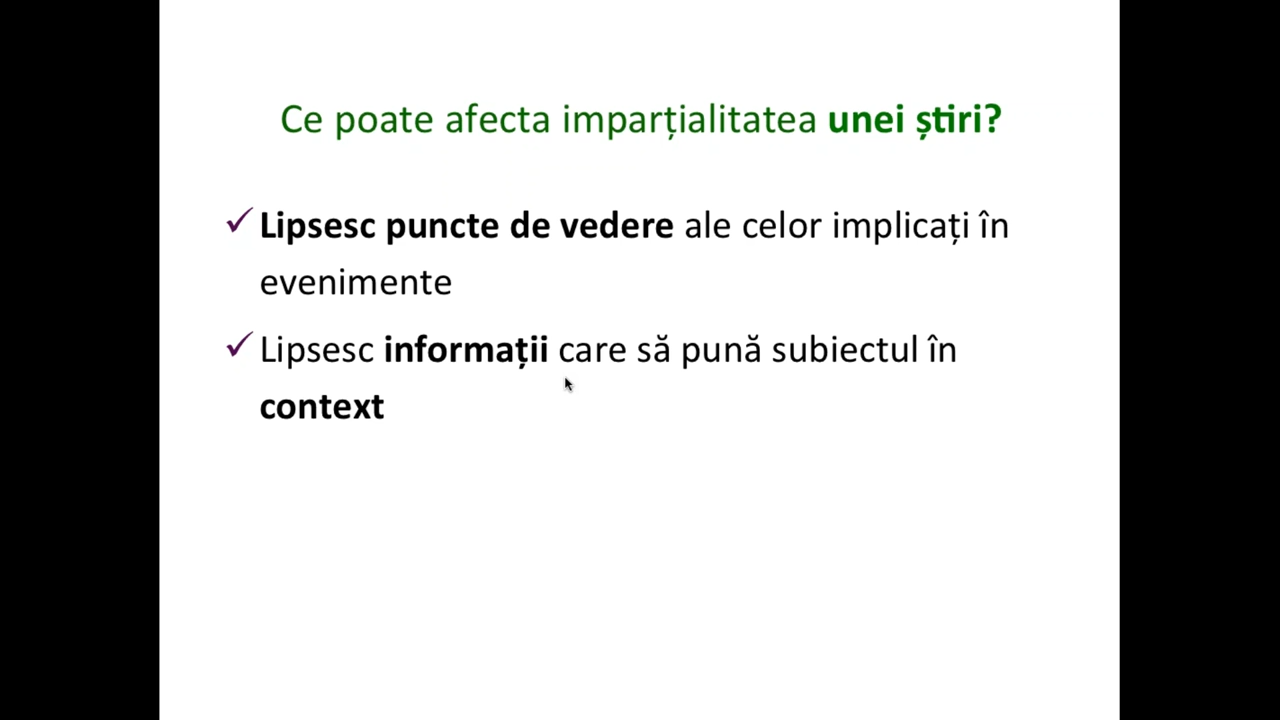 Ce poate afecta imparțialitatea unei știri?
✓ Lipsesc puncte de vedere ale celor implicați în
evenimente
✓ Lipsesc informații care să pună subiectul în
context